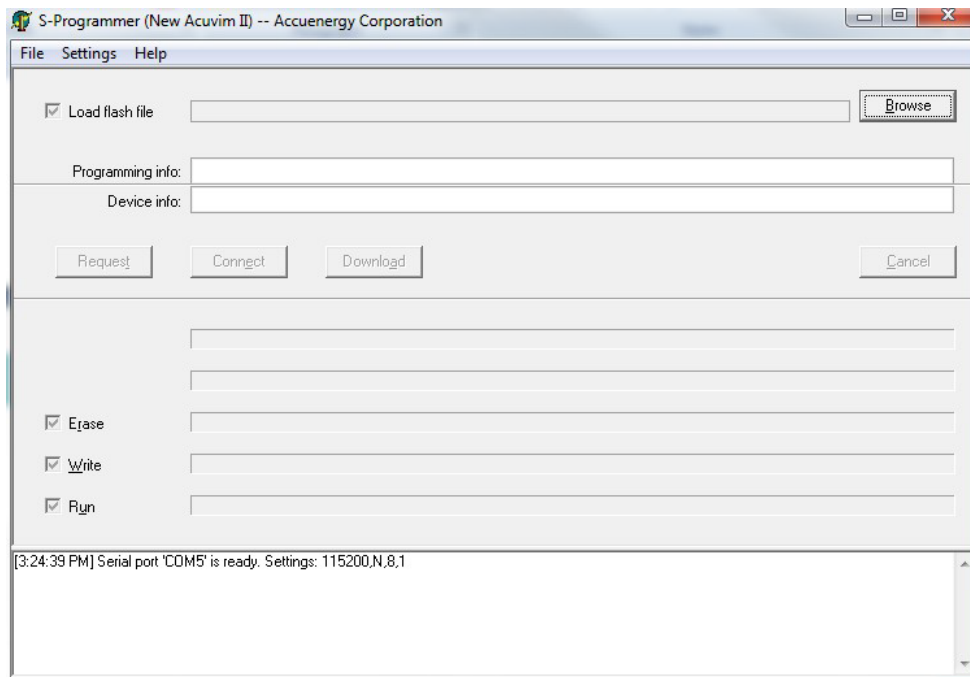 S-Programmer (New Acuvim II) -- Accuenergy Corporation
File Settings Help
Load flash file Browse
Programming info:
Device info:
Request Connect Download Cancel
Erase
Write
Run
[3:24:39 PM] Serial port 'COM5' is ready. Settings: 115200,N,8,1